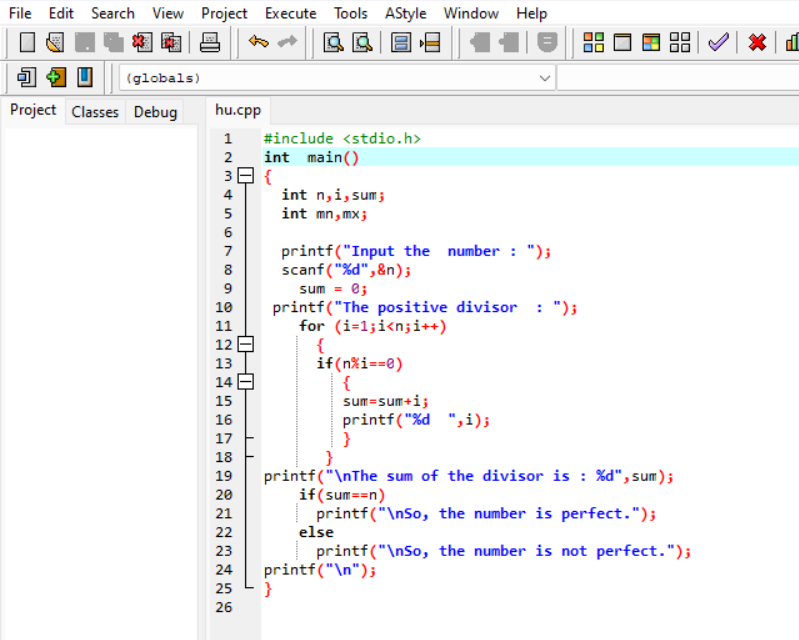 File Edit Search View Project Execute Tools AStyle Window Help
(globals)
Project Classes Debug hu.cpp
1 #include <stdio.h>
2 int  main()
3 {
4   int n,i,sum;
5   int mn,mx;
6
7   printf("Input the  number : ");
8   scanf("%d",&n);
9     sum = 0;
10  printf("The positive divisor  : ");
11     for (i=1;i<n;i++)
12       {
13       if(n%i==0)
14          {
15          sum=sum+i;
16          printf("%d  ",i);
17          }
18        }
19 printf("\nThe sum of the divisor is : %d",sum);
20     if(sum==n)
21       printf("\nSo, the number is perfect.");
22     else
23       printf("\nSo, the number is not perfect.");
24 printf("\n");
25 }
26